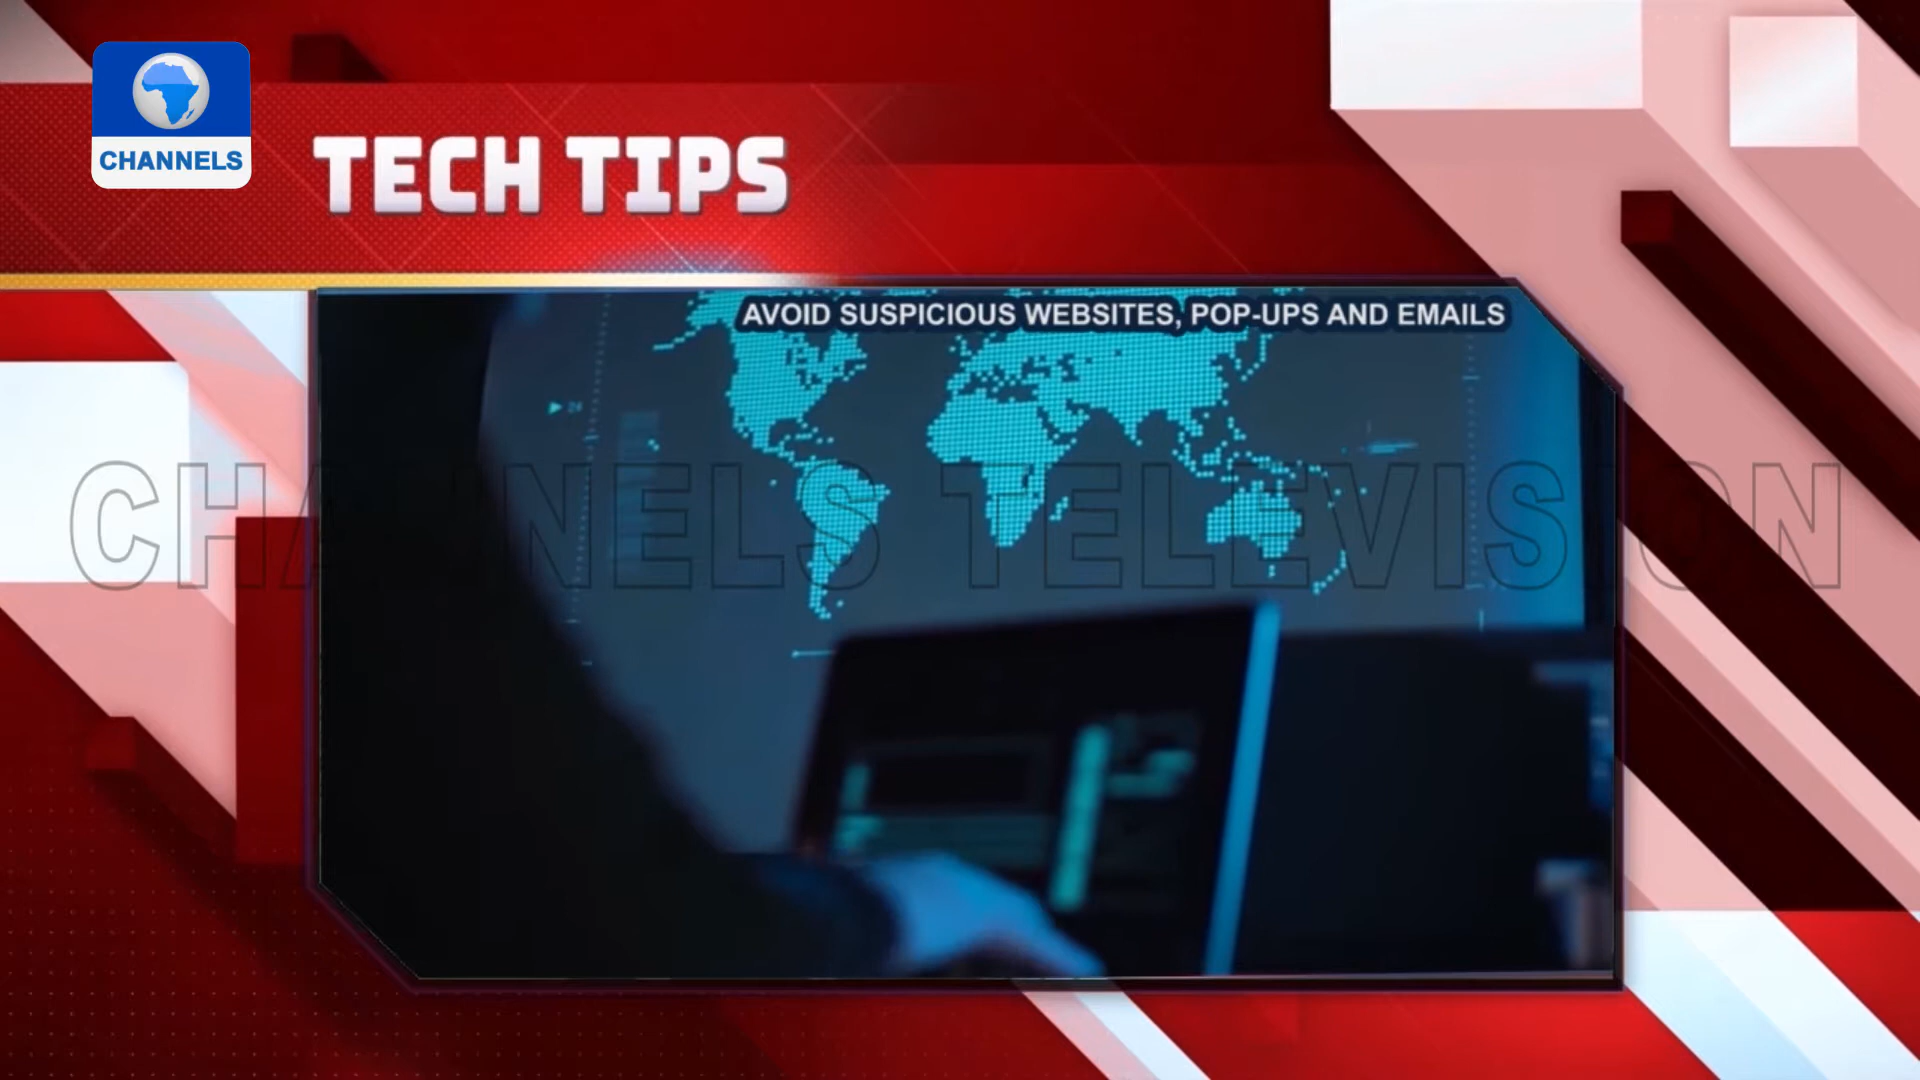 CHANNELS
TECH TIPS
AVOID SUSPICIOUS WEBSITES, POP-UPS AND EMAILS
CHANNELS TELEVISION